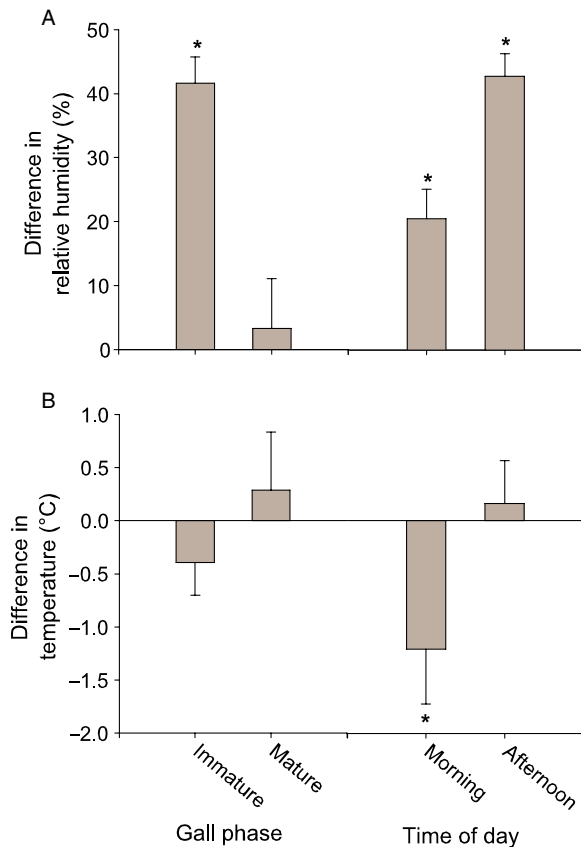 A
50
40
30
20
10
0
Difference in
relative humidity (%)
*
*
*
B
1.0
0.5
0.0
–0.5
–1.0
–1.5
–2.0
Difference in
temperature (°C)
*
Immature
Mature
Morning
Afternoon
Gall phase
Time of day